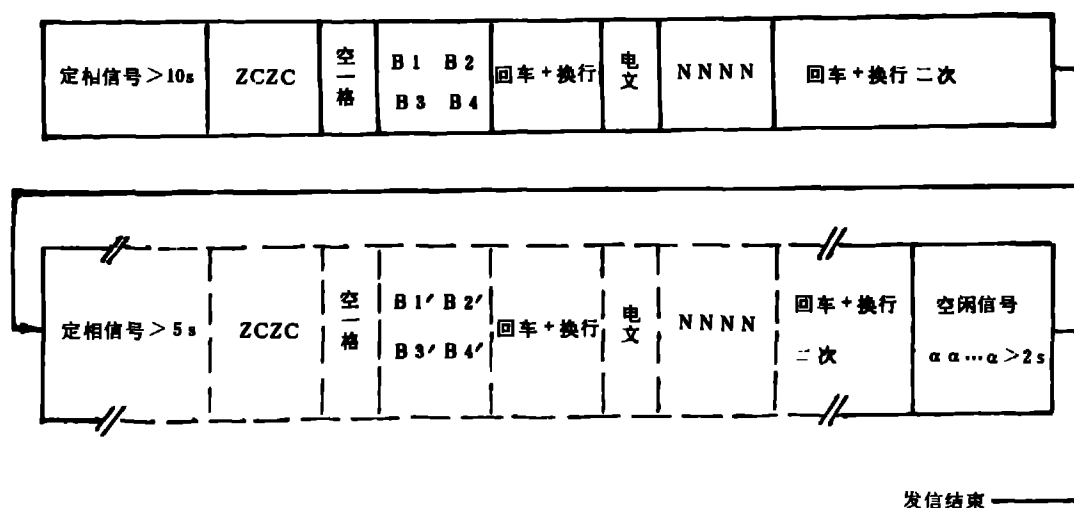 定相信号>10s
ZCZC
空一格
B1 B2
B3 B4
回车+换行
电文
NNNN
回车+换行 二次
定相信号>5s
ZCZC
空一格
B1′ B2′
B3′ B4′
回车+换行
电文
NNNN
回车+换行
二次
空闲信号
αα…α>2s
发信结束